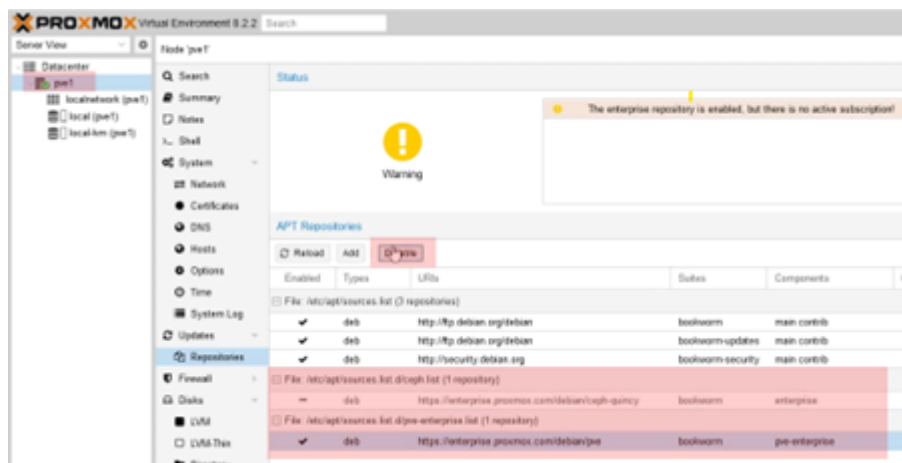 PROXMOX Virtual Environment 8.2.2 Search
Server View
Node 'pve1'
Datacenter
pve1
localnetwork (pve1)
local (pve1)
local-lvm (pve1)
Search
Summary
Notes
Shell
System
Network
Certificates
DNS
Hosts
Options
Time
System Log
Updates
Repositories
Firewall
Disks
LVM
LVM-Thin
Status
Warning
The enterprise repository is enabled, but there is no active subscription!
APT Repositories
Reload Add
Enabled Types URIs Suites Components
File: /etc/apt/sources.list (3 repositories)
deb http://ftp.debian.org/debian bookworm main contrib
deb http://ftp.debian.org/debian bookworm-updates main contrib
deb http://security.debian.org bookworm-security main contrib
File: /etc/apt/sources.list.d/ceph.list (1 repository)
deb https://enterprise.proxmox.com/debian/ceph-quincy bookworm enterprise
File: /etc/apt/sources.list.d/pve-enterprise.list (1 repository)
deb https://enterprise.proxmox.com/debian/pve bookworm pve-enterprise